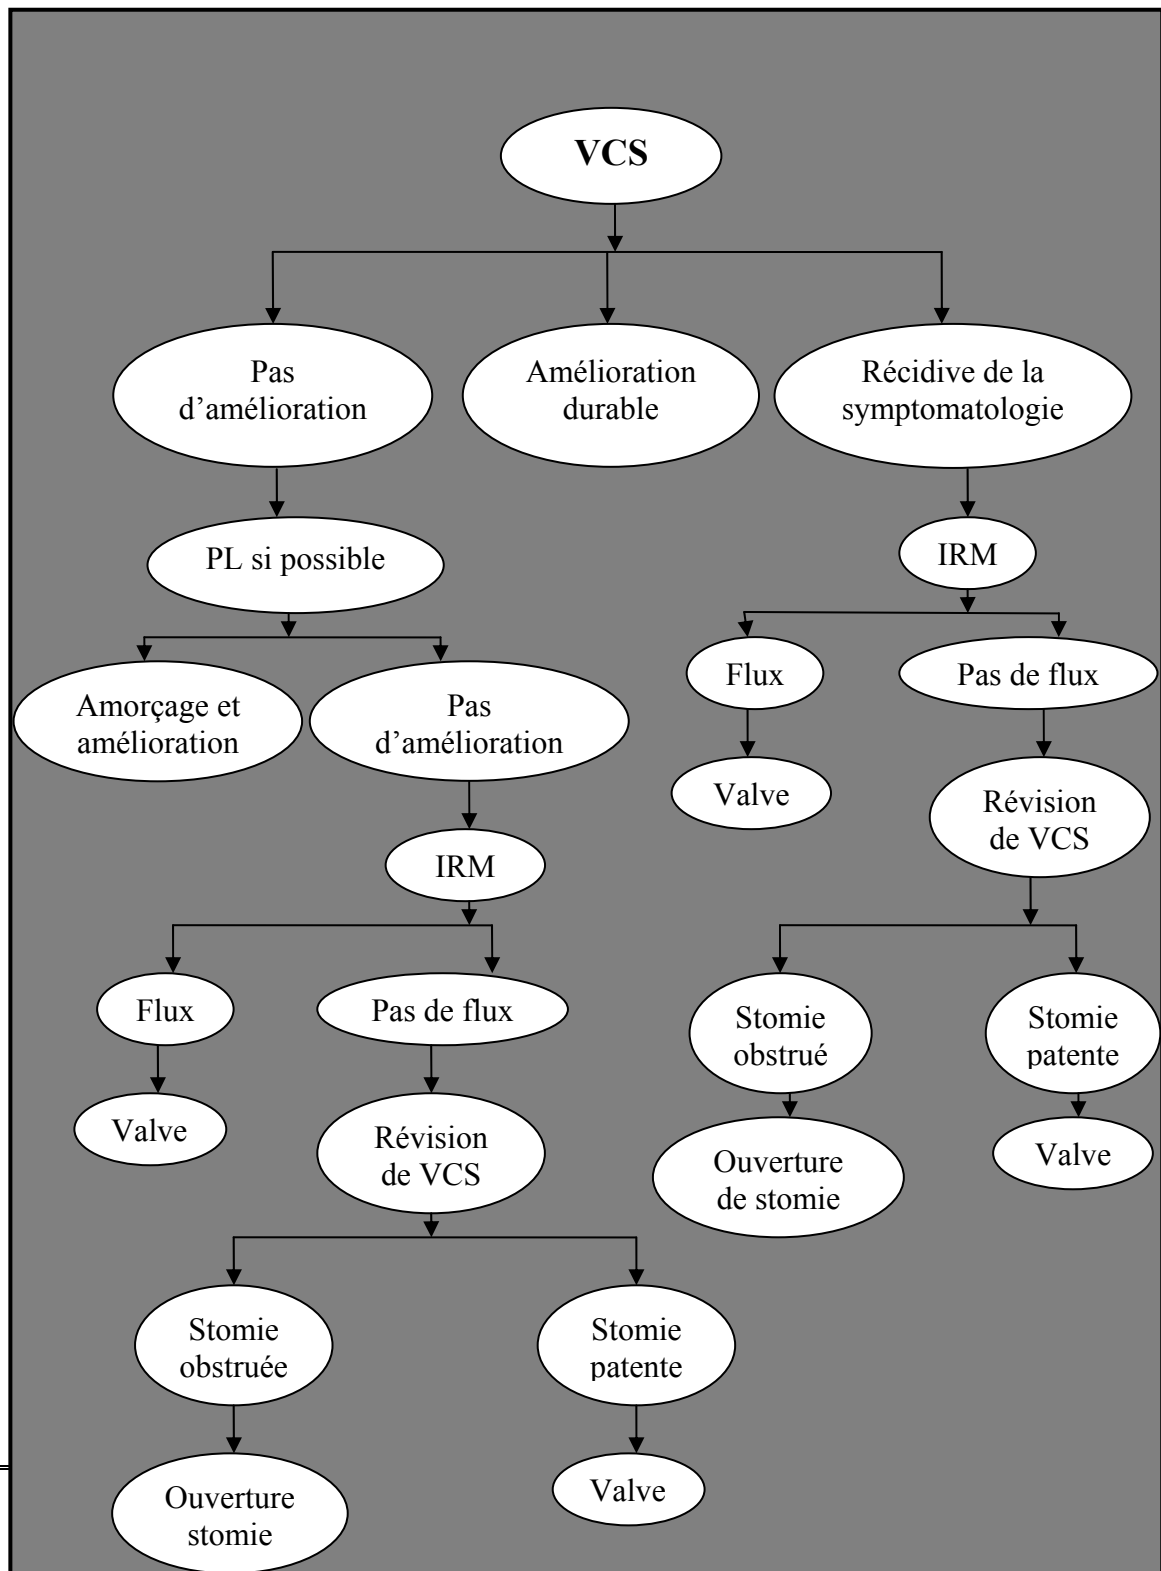 VCS
Pas
d’amélioration
Amélioration
durable
Récidive de la
symptomatologie
PL si possible
IRM
Amorçage et
amélioration
Pas
d’amélioration
Flux
Pas de flux
Valve
Révision
de VCS
IRM
Flux
Pas de flux
Stomie
obstrué
Stomie
patente
Valve
Révision
de VCS
Ouverture
de stomie
Valve
Stomie
obstruée
Stomie
patente
Ouverture
stomie
Valve